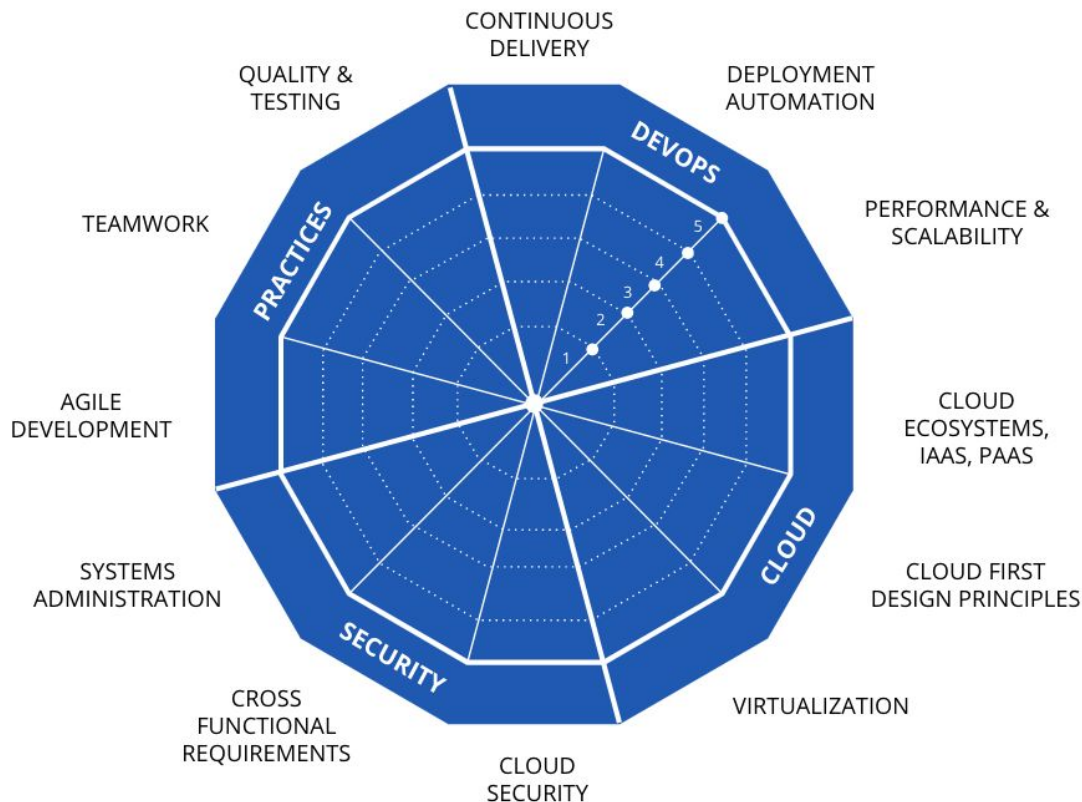 CONTINUOUS
DELIVERY
QUALITY &
TESTING
DEPLOYMENT
AUTOMATION
DEVOPS
TEAMWORK
PRACTICES
PERFORMANCE &
SCALABILITY
5
4
3
2
1
AGILE
DEVELOPMENT
CLOUD
ECOSYSTEMS,
IAAS, PAAS
CLOUD
SYSTEMS
ADMINISTRATION
CLOUD FIRST
DESIGN PRINCIPLES
SECURITY
CROSS
FUNCTIONAL
REQUIREMENTS
VIRTUALIZATION
CLOUD
SECURITY